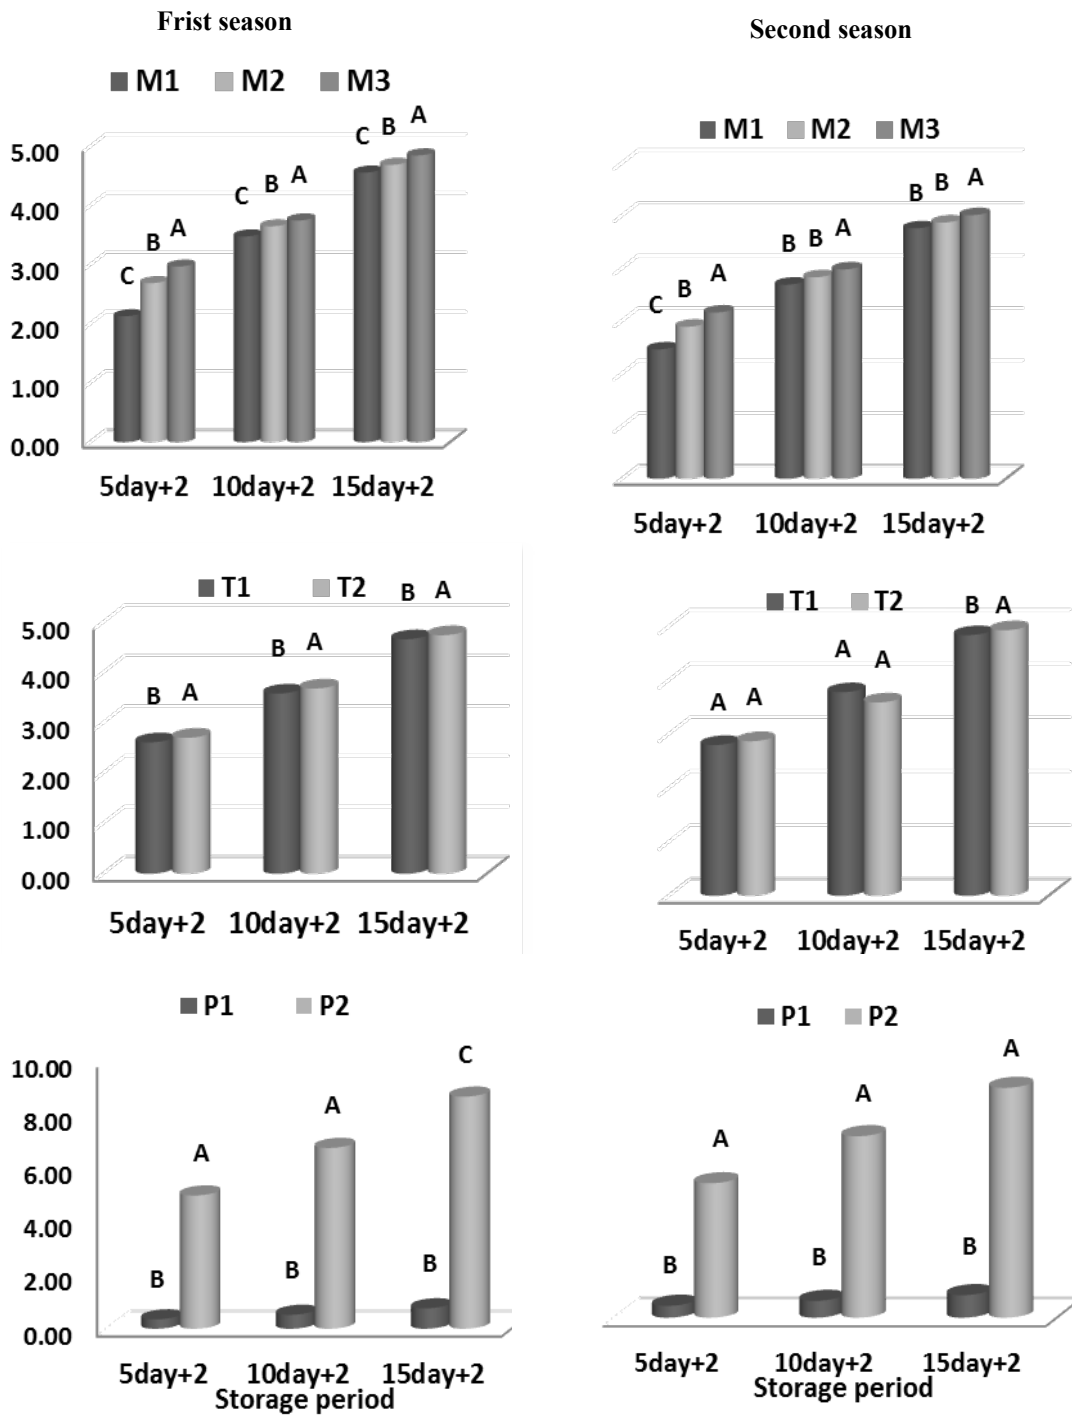 Frist season
M1 M2 M3
C B A
C B A
C B A
5.00
4.00
3.00
2.00
1.00
0.00
5day+2 10day+2 15day+2
Second season
M1 M2 M3
B B A
B B A
C B A
5day+2 10day+2 15day+2
T1 T2
B A
B A
B A
5.00
4.00
3.00
2.00
1.00
0.00
5day+2 10day+2 15day+2
T1 T2
B A
A A
A A
5day+2 10day+2 15day+2
P1 P2
C
A
A
B B B
10.00
8.00
6.00
4.00
2.00
0.00
5day+2 10day+2 15day+2
Storage period
P1 P2
A
A
A
B B B
5day+2 10day+2 15day+2
Storage period